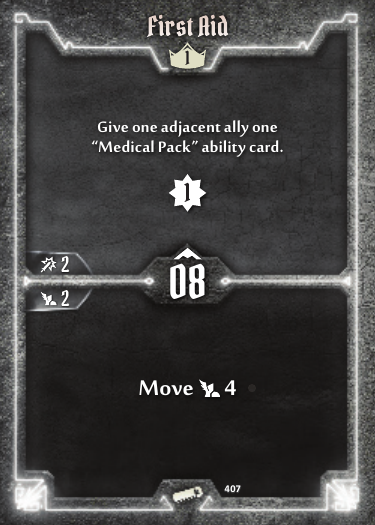 First Aid
1
Give one adjacent ally one
“Medical Pack” ability card.
1
2
08
2
Move 4
407